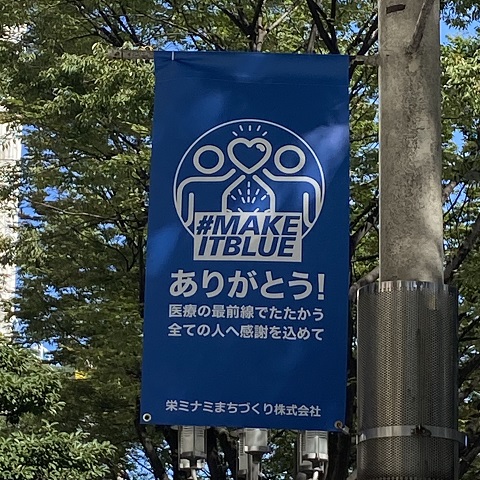 #MAKE
ITBLUE
ありがとう!
医療の最前線でたたかう
全ての人へ感謝を込めて
栄ミナミまちづくり株式会社